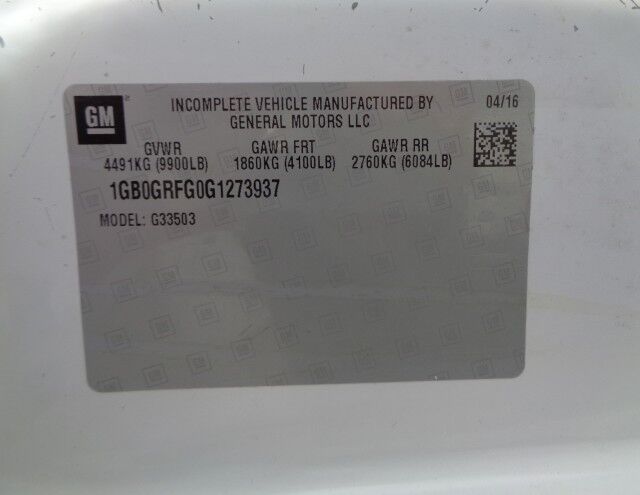 GM
INCOMPLETE VEHICLE MANUFACTURED BY
GENERAL MOTORS LLC
04/16
GVWR GAWR FRT GAWR RR
4491KG (9900LB) 1860KG (4100LB) 2760KG (6084LB)
1GB0GRFG0G1273937
MODEL: G33503